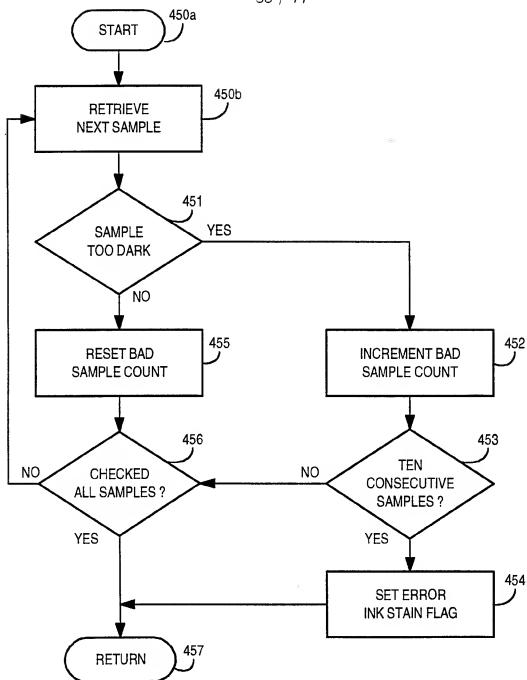 START
450a
RETRIEVE
NEXT SAMPLE
450b
SAMPLE
TOO DARK
451
YES
NO
RESET BAD
SAMPLE COUNT
455
INCREMENT BAD
SAMPLE COUNT
452
CHECKED
ALL SAMPLES ?
456
NO
YES
TEN
CONSECUTIVE
SAMPLES ?
453
NO
YES
SET ERROR
INK STAIN FLAG
454
RETURN
457